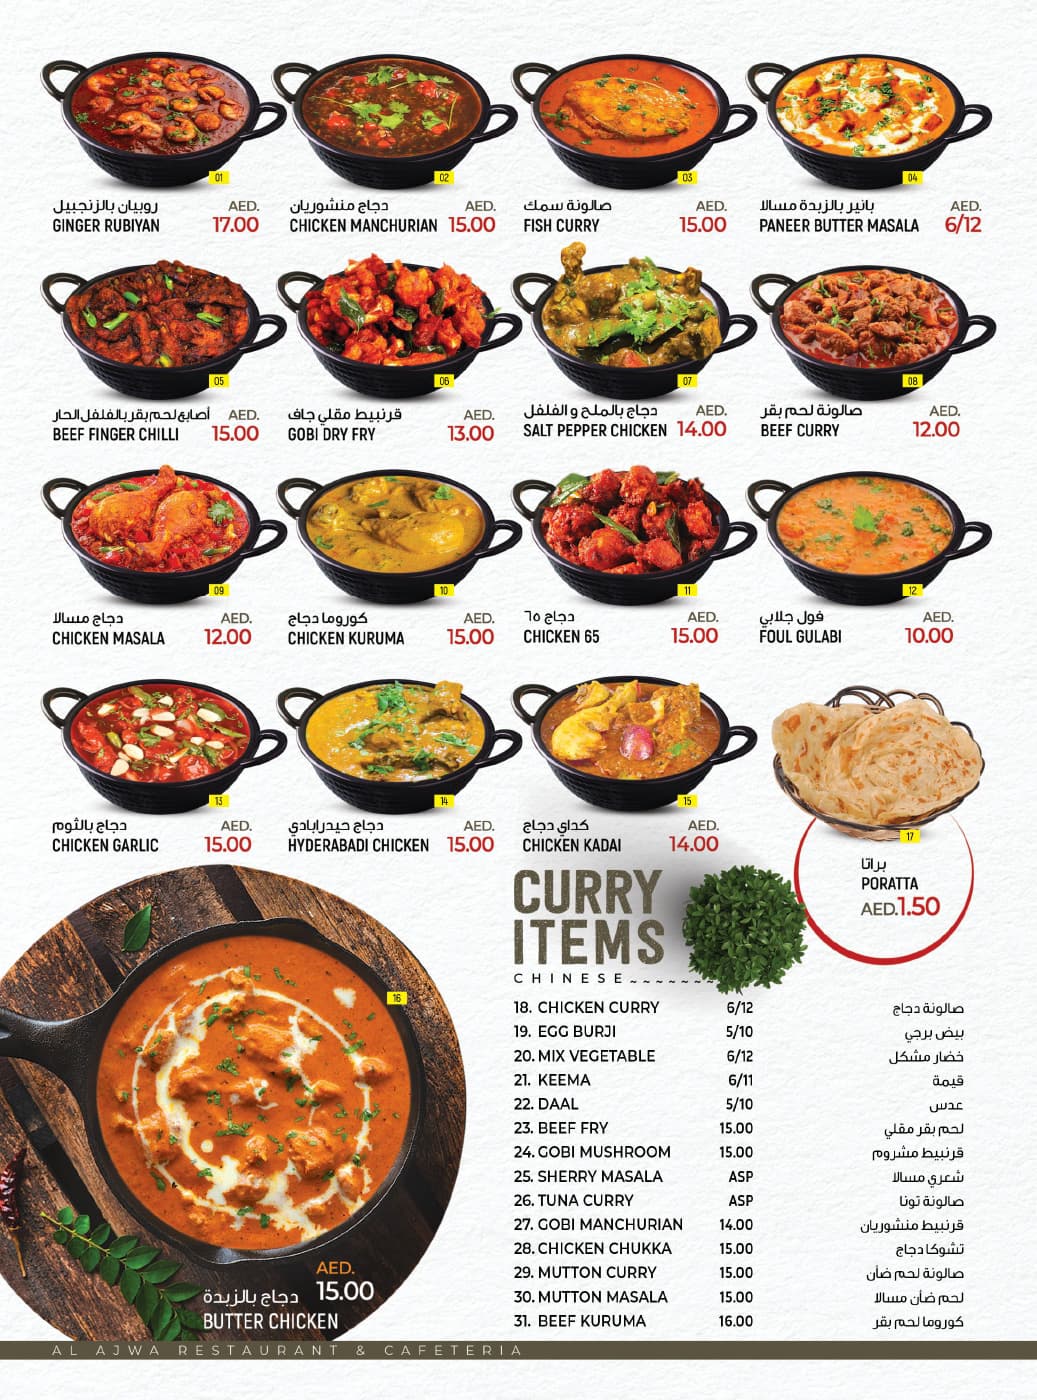 01
روبيان بالزنجبيل AED.
GINGER RUBIYAN 17.00
02
دجاج منشوريان AED.
CHICKEN MANCHURIAN 15.00
03
صالونة سمك AED.
FISH CURRY 15.00
04
بانير بالزبدة مسالا AED.
PANEER BUTTER MASALA 6/12
05
أصابع لحم بقر بالفلفل الحار AED.
BEEF FINGER CHILLI 15.00
06
قرنبيط مقلي جاف AED.
GOBI DRY FRY 13.00
07
دجاج بالملح و الفلفل AED.
SALT PEPPER CHICKEN 14.00
08
صالونة لحم بقر AED.
BEEF CURRY 12.00
09
دجاج مسالا AED.
CHICKEN MASALA 12.00
10
كوروما دجاج AED.
CHICKEN KURUMA 15.00
11
دجاج ٦٥ AED.
CHICKEN 65 15.00
12
فول جلابي AED.
FOUL GULABI 10.00
13
دجاج بالثوم AED.
CHICKEN GARLIC 15.00
14
دجاج حيدرابادي AED.
HYDERABADI CHICKEN 15.00
15
كداي دجاج AED.
CHICKEN KADAI 14.00
17
براتا
PORATTA
AED.1.50
16
AED.
دجاج بالزبدة 15.00
BUTTER CHICKEN
CURRY
ITEMS
CHINESE~~~~~~~
18. CHICKEN CURRY 6/12 صالونة دجاج
19. EGG BURJI 5/10 بيض برجي
20. MIX VEGETABLE 6/12 خضار مشكل
21. KEEMA 6/11 قيمة
22. DAAL 5/10 عدس
23. BEEF FRY 15.00 لحم بقر مقلي
24. GOBI MUSHROOM 15.00 قرنبيط مشروم
25. SHERRY MASALA ASP شعري مسالا
26. TUNA CURRY ASP صالونة تونا
27. GOBI MANCHURIAN 14.00 قرنبيط منشوريان
28. CHICKEN CHUKKA 15.00 تشوكا دجاج
29. MUTTON CURRY 15.00 صالونة لحم ضأن
30. MUTTON MASALA 15.00 لحم ضأن مسالا
31. BEEF KURUMA 16.00 كوروما لحم بقر
AL AJWA RESTAURANT & CAFETERIA